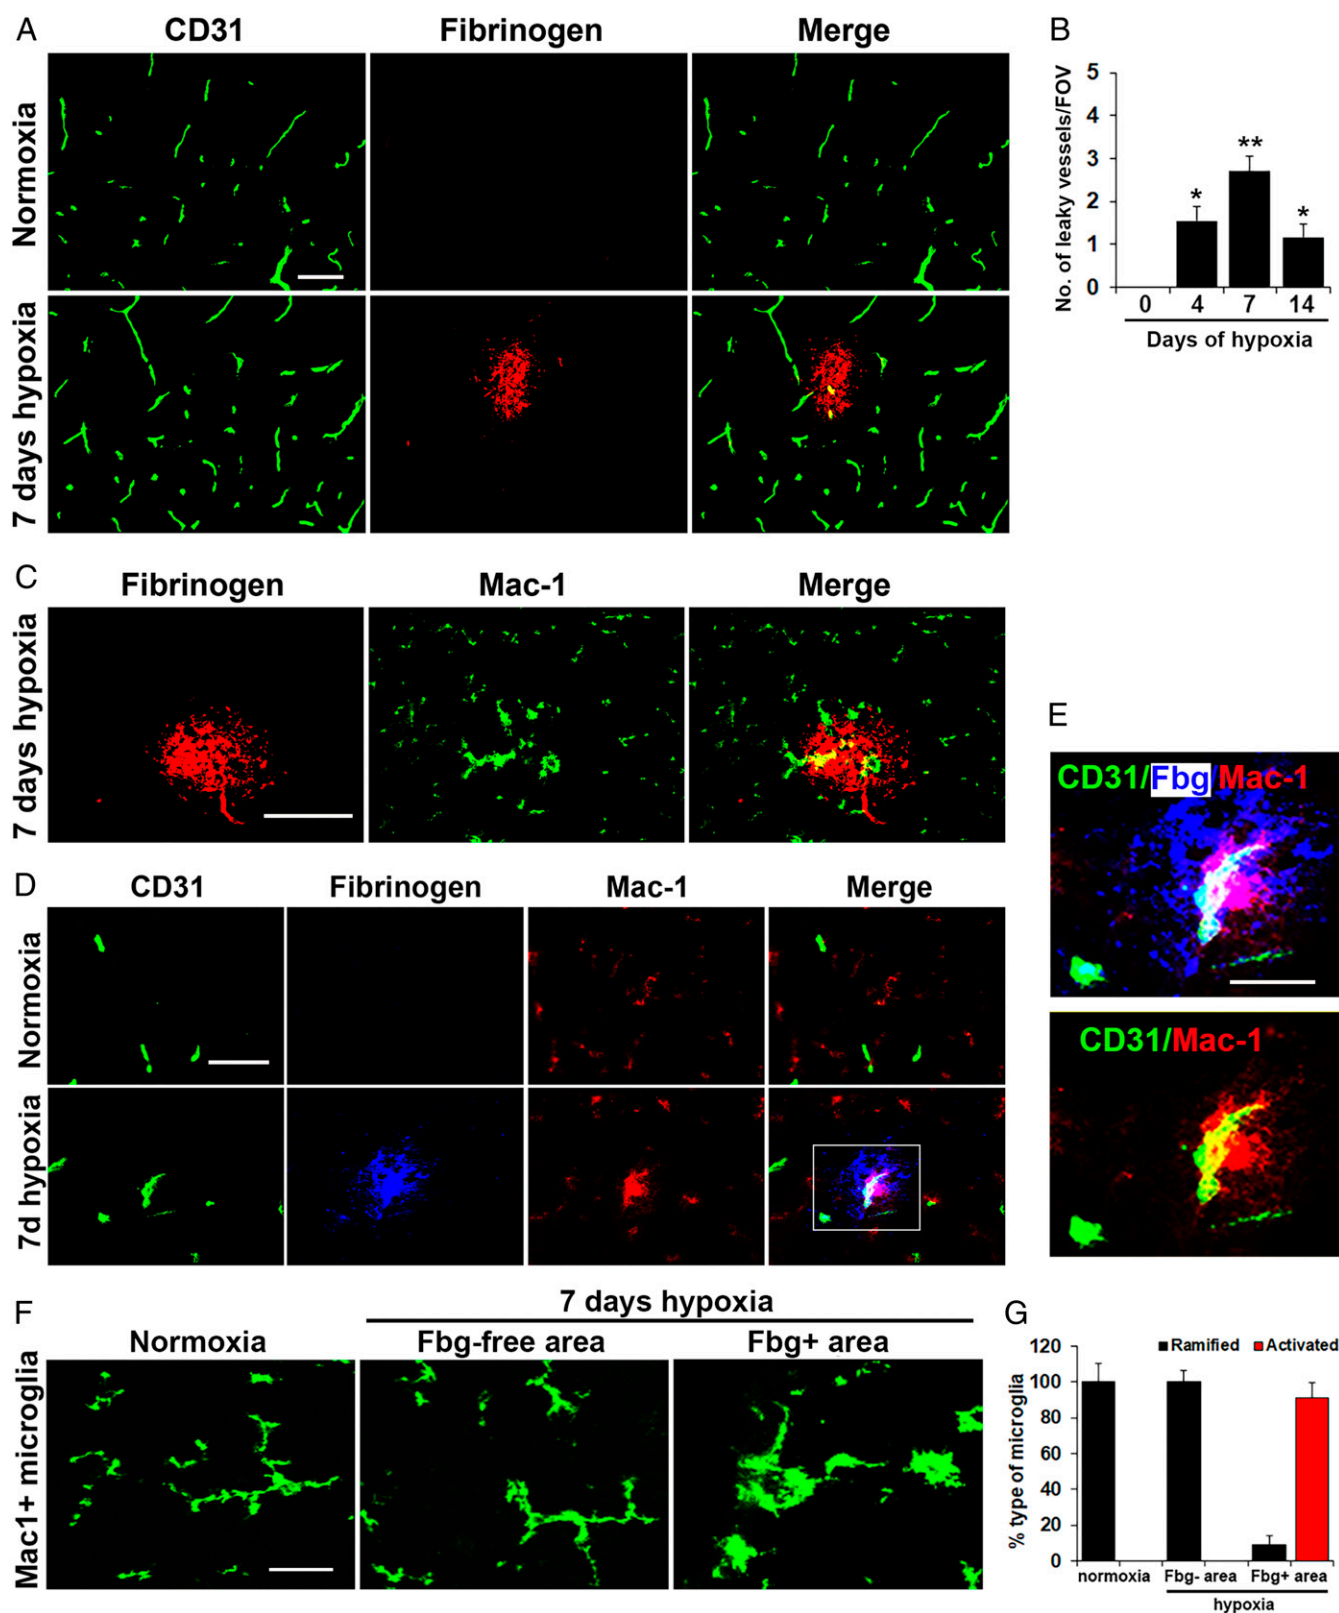 A
CD31 Fibrinogen Merge
Normoxia
7 days hypoxia
B
No. of leaky vessels/FOV
5
4
3
2
1
0
* ** *
0 4 7 14
Days of hypoxia
C
Fibrinogen Mac-1 Merge
7 days hypoxia
D
CD31 Fibrinogen Mac-1 Merge
Normoxia
7d hypoxia
E
CD31/Fbg/Mac-1
CD31/Mac-1
F
7 days hypoxia
Normoxia Fbg-free area Fbg+ area
Mac1+ microglia
G
Ramified Activated
% type of microglia
120
100
80
60
40
20
0
normoxia Fbg- area Fbg+ area
hypoxia